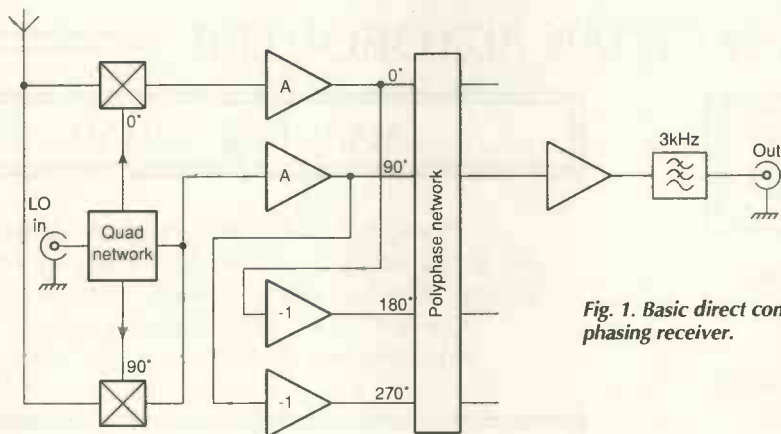 A
0°
0°
3kHz
Out
A
90°
LO
in
Quad
network
Polyphase network
-1
180°
90°
-1
270°
Fig. 1. Basic direct con
phasing receiver.